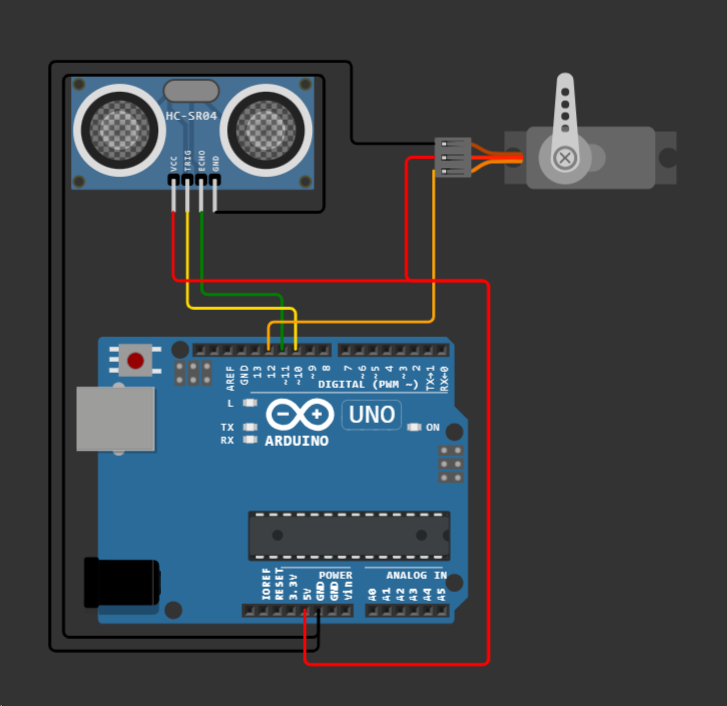 HC-SR04
VCC
TRIG
ECHO
GND
AREF
GND
13
12
~11
~10
~9
8
7
~6
~5
4
~3
2
TX→1
RX←0
DIGITAL (PWM ~)
L
TX
RX
UNO
ON
ARDUINO
POWER
ANALOG IN
IOREF
RESET
3.3V
5V
GND
GND
Vin
A0
A1
A2
A3
A4
A5